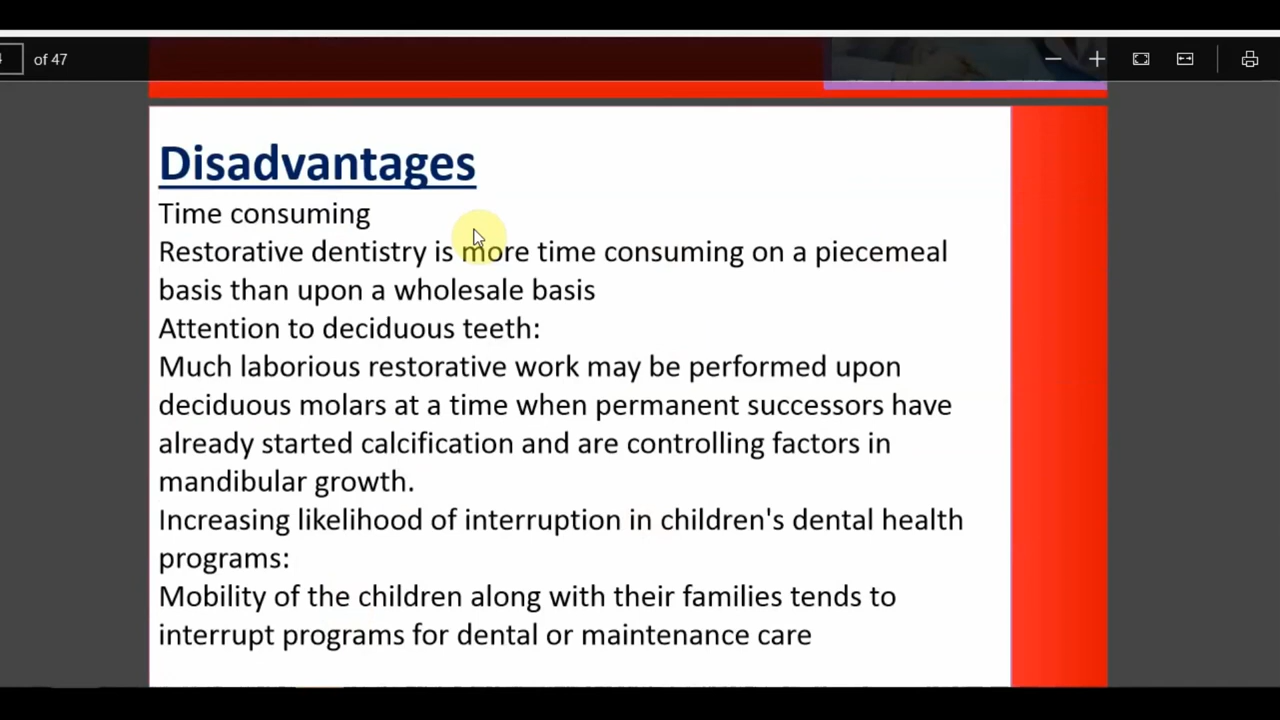 of 47
Disadvantages
Time consuming
Restorative dentistry is more time consuming on a piecemeal
basis than upon a wholesale basis
Attention to deciduous teeth:
Much laborious restorative work may be performed upon
deciduous molars at a time when permanent successors have
already started calcification and are controlling factors in
mandibular growth.
Increasing likelihood of interruption in children's dental health
programs:
Mobility of the children along with their families tends to
interrupt programs for dental or maintenance care